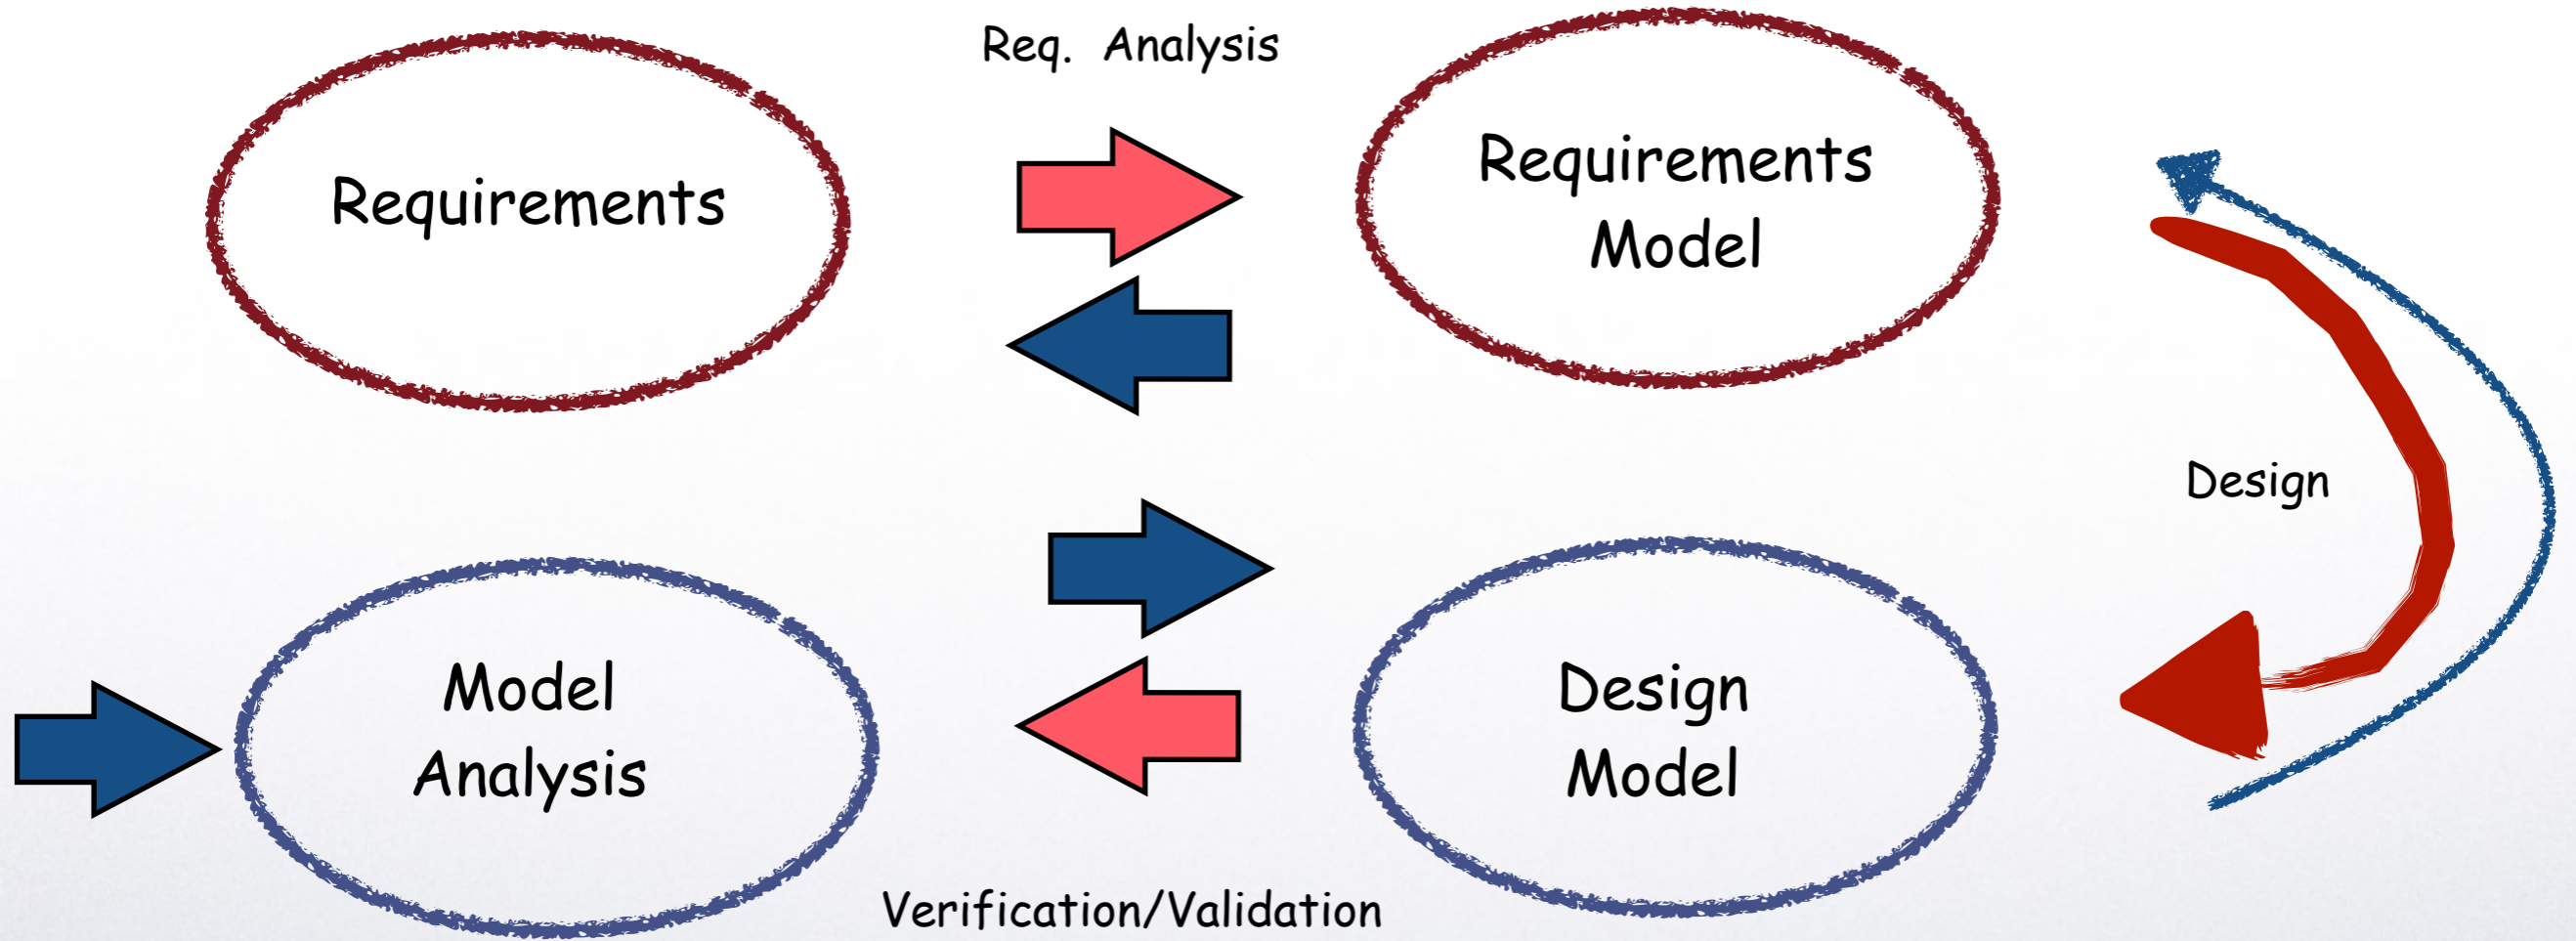 Req. Analysis
Requirements
Requirements
Model
Design
Model
Analysis
Design
Model
Verification/Validation